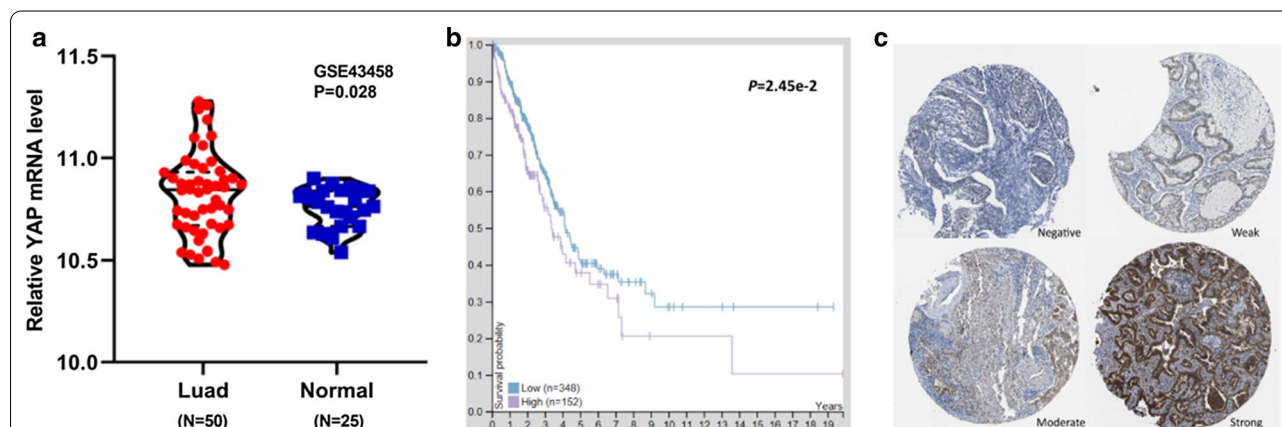 a
11.5
11.0
10.5
10.0
Relative YAP mRNA level
GSE43458
P=0.028
Luad
Normal
(N=50)
(N=25)
b
1.0
0.9
0.8
0.7
0.6
0.5
0.4
0.3
0.2
0.1
0.0
Survival probability
P=2.45e-2
Low (n=348)
High (n=152)
Years
0 1 2 3 4 5 6 7 8 9 10 11 12 13 14 15 16 17 18 19
c
Negative
Weak
Moderate
Strong